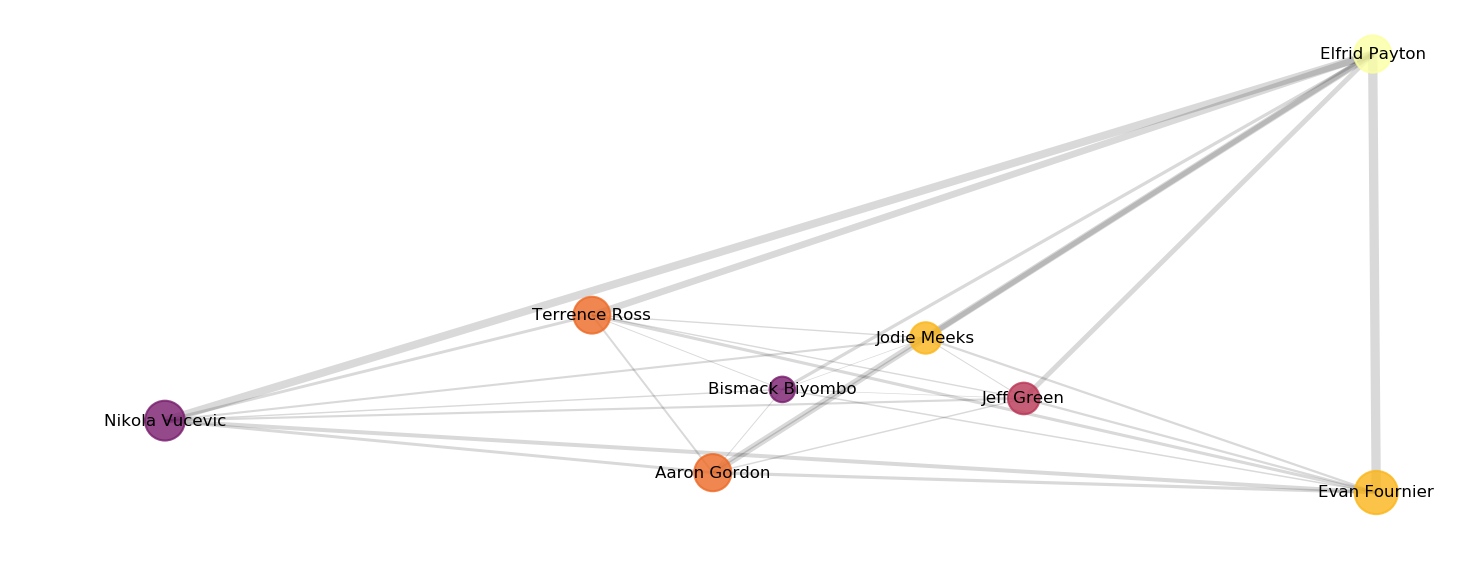 Elfrid Payton
Terrence Ross
Jodie Meeks
Bismack Biyombo
Jeff Green
Nikola Vucevic
Aaron Gordon
Evan Fournier